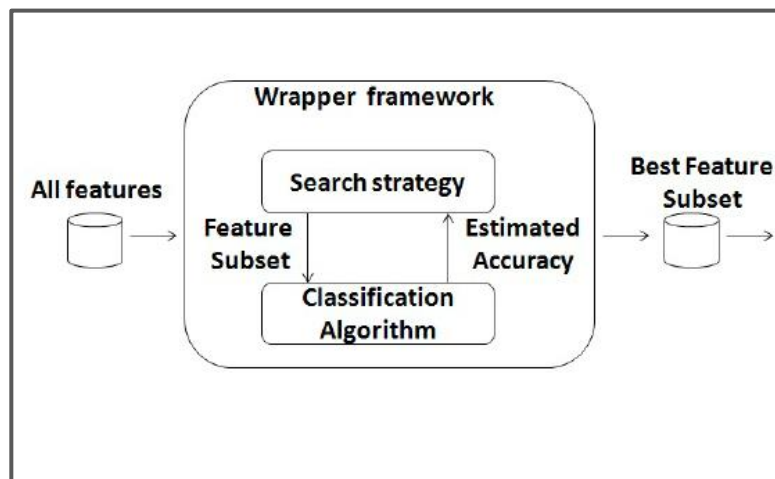 Wrapper framework
All features
Search strategy
Feature
Subset
Estimated
Accuracy
Classification
Algorithm
Best Feature
Subset